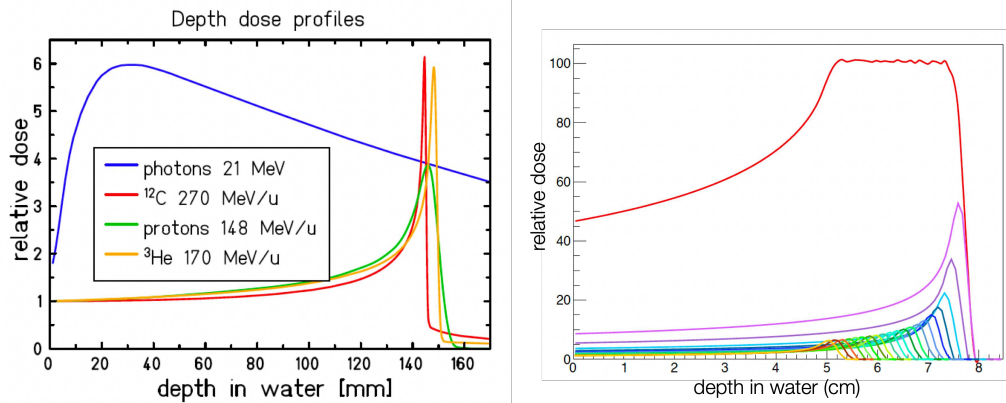 Depth dose profiles
relative dose
6
5
4
3
2
1
0
photons 21 MeV
¹²C 270 MeV/u
protons 148 MeV/u
³He 170 MeV/u
0 20 40 60 80 100 120 140 160
depth in water [mm]
relative dose
100
80
60
40
20
0
0 1 2 3 4 5 6 7 8
depth in water (cm)